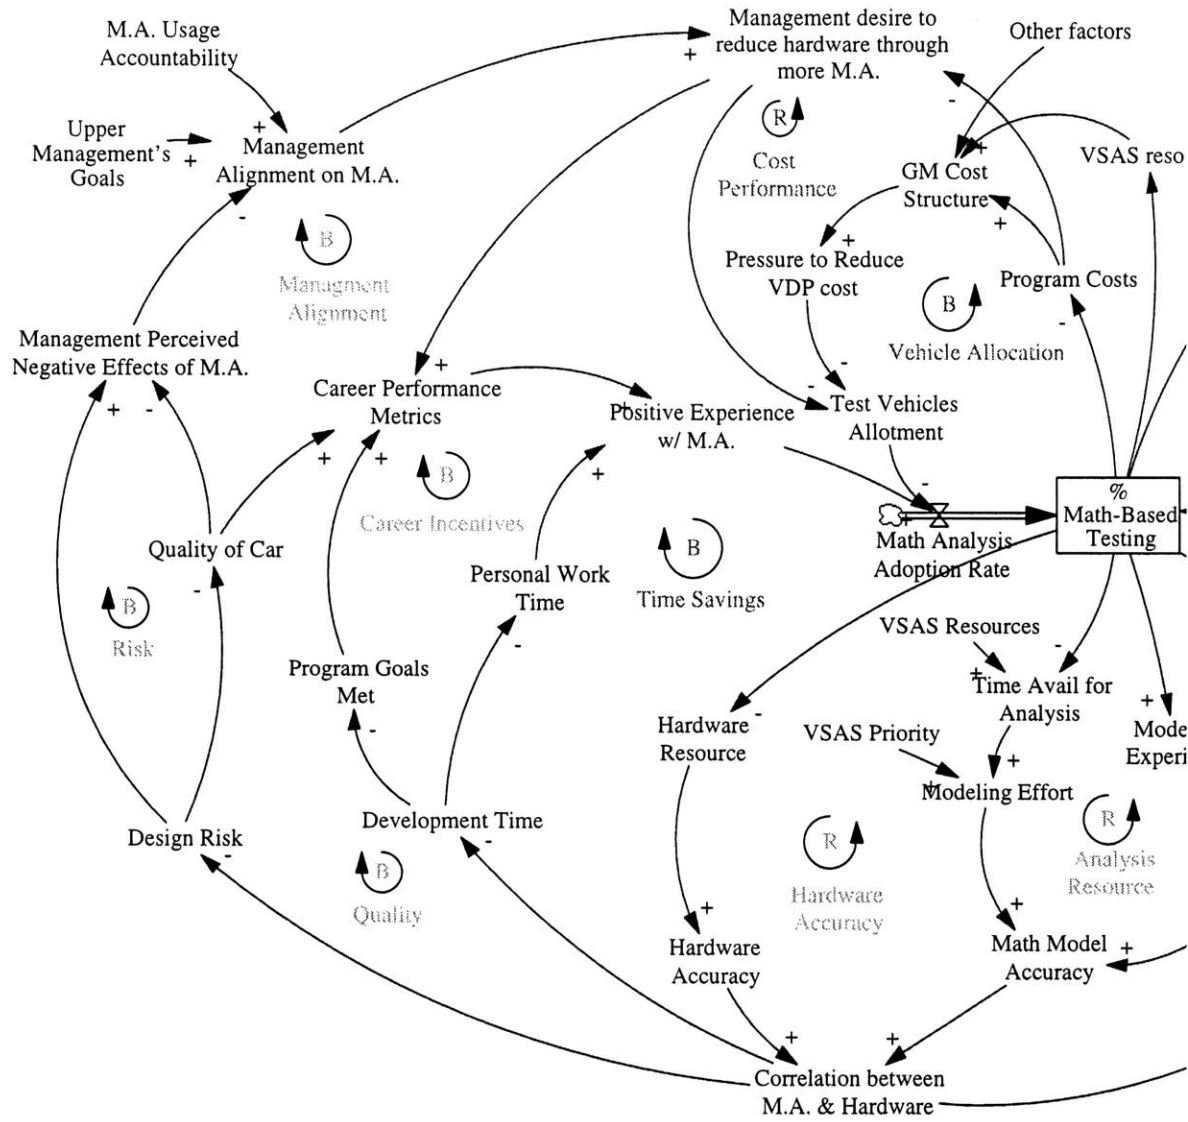 M.A. Usage
Accountability
Upper
Management's
Goals
+
+
Management
Alignment on M.A.
-
+
Management desire to
reduce hardware through
more M.A.
-
Other factors
R
Cost
Performance
+
VSAS reso
GM Cost
Structure
+
B
Managment
Alignment
+
Pressure to Reduce
VDP cost
B
Vehicle Allocation
Program Costs
-
Management Perceived
Negative Effects of M.A.
+
-
+
Career Performance
Metrics
+
+
+
Positive Experience
w/ M.A.
+
-
-
Test Vehicles
Allotment
-
B
Career Incentives
%
Math-Based
Testing
+
Math Analysis
Adoption Rate
Quality of Car
-
B
Risk
Personal Work
Time
-
B
Time Savings
VSAS Resources
+
-
Time Avail for
Analysis
Program Goals
Met
-
-
Hardware
Resource
VSAS Priority
+
+
Modeling Effort
+
Mode
Experi
Design Risk
-
Development Time
-
B
Quality
R
Hardware
Accuracy
R
Analysis
Resource
+
Hardware
Accuracy
+
Math Model
Accuracy
+
+
+
Correlation between
M.A. & Hardware